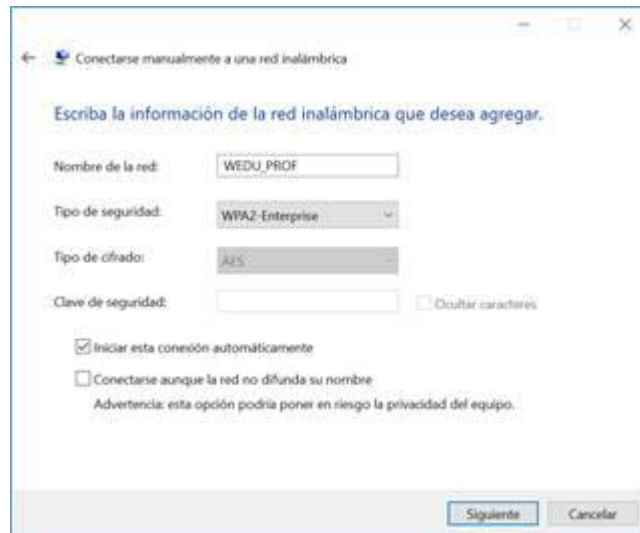 Conectarse manualmente a una red inalámbrica
Escriba la información de la red inalámbrica que desea agregar.
Nombre de la red: WEDU_PROF
Tipo de seguridad: WPA2-Enterprise
Tipo de cifrado: AES
Clave de seguridad: Ocultar caracteres
Iniciar esta conexión automáticamente
Conectarse aunque la red no difunda su nombre
Advertencia: esta opción podría poner en riesgo la privacidad del equipo.
Siguiente Cancelar